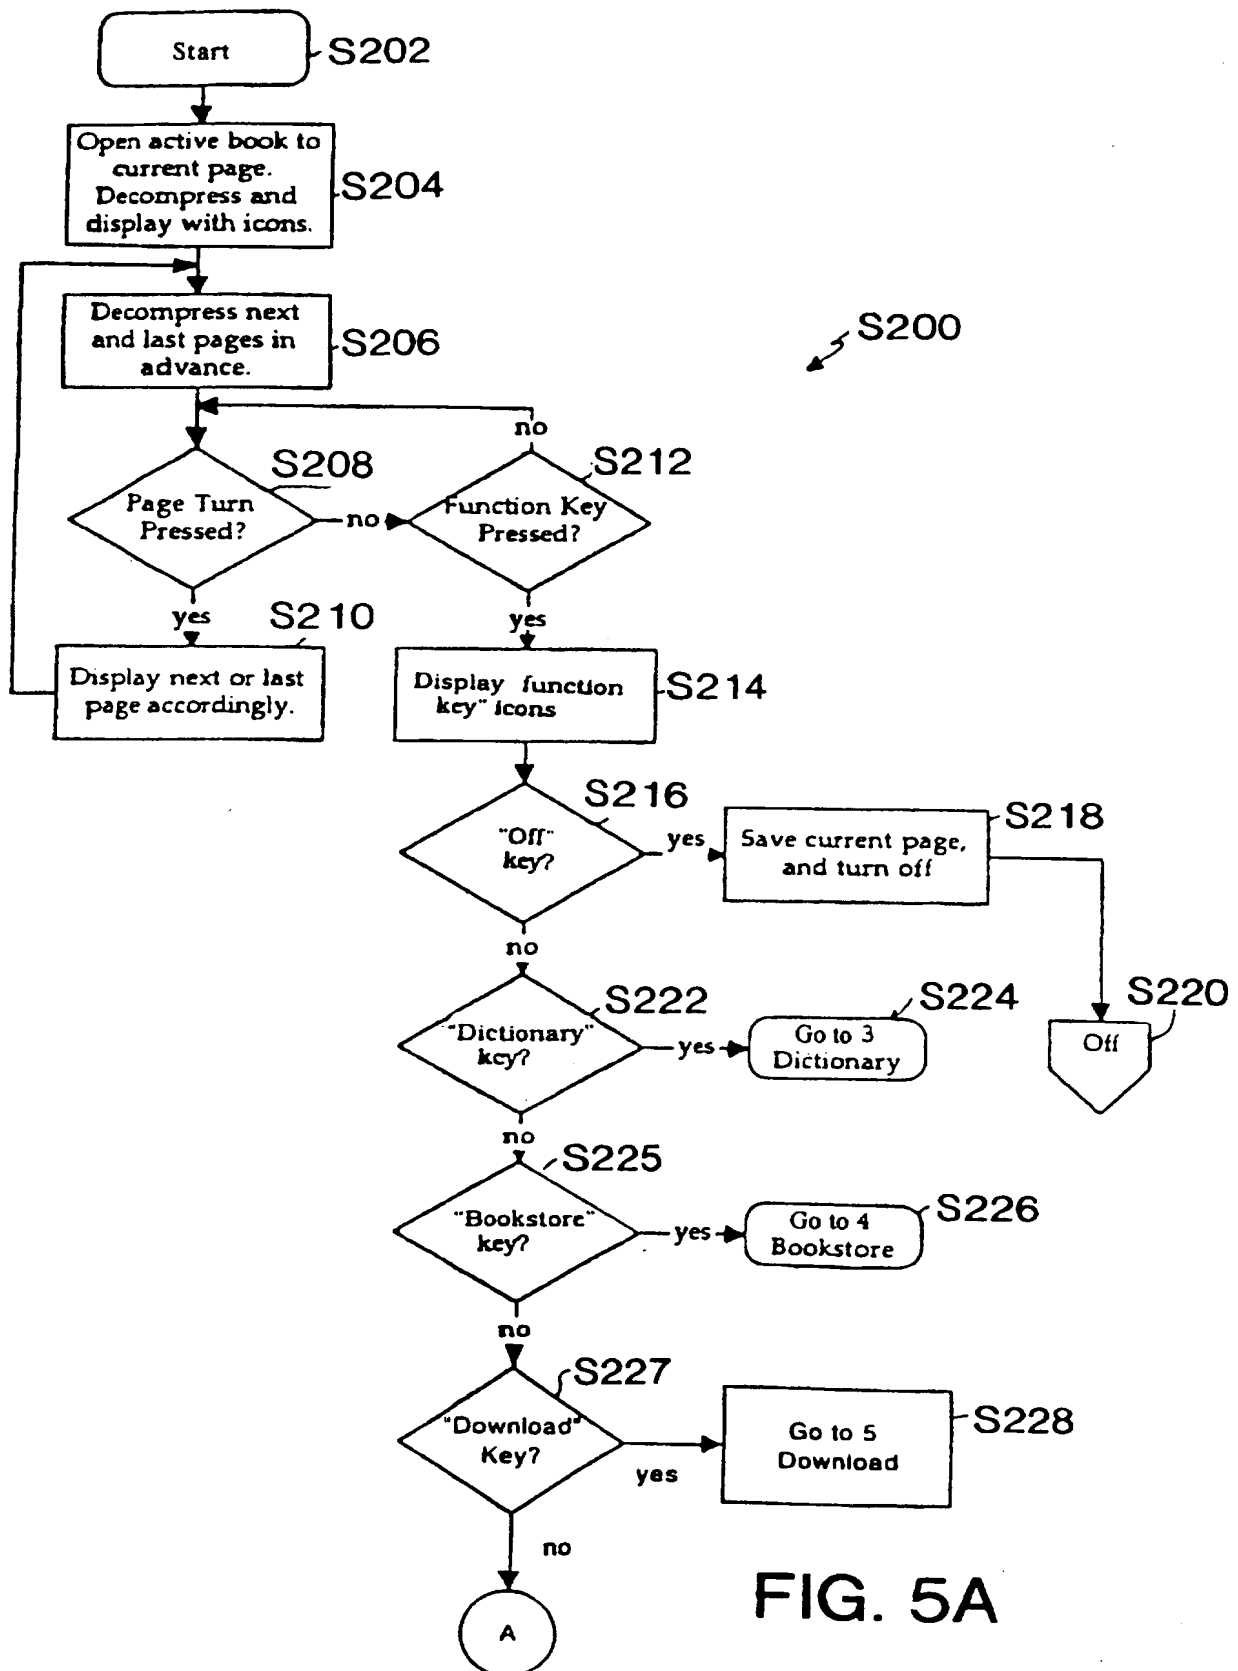 Start
S202
Open active book to
current page.
Decompress and
display with icons.
S204
Decompress next
and last pages in
advance.
S206
S200
no
S208
S212
Page Turn
Pressed?
no
Function Key
Pressed?
yes
S210
yes
Display next or last
page accordingly.
Display function
key" icons
S214
S216
"Off"
key?
yes
Save current page,
and turn off
S218
no
S222
"Dictionary"
key?
yes
Go to 3
Dictionary
S224
S220
Off
no
S225
"Bookstore"
key?
yes
Go to 4
Bookstore
S226
no
S227
"Download"
Key?
yes
Go to 5
Download
S228
no
A
FIG. 5A